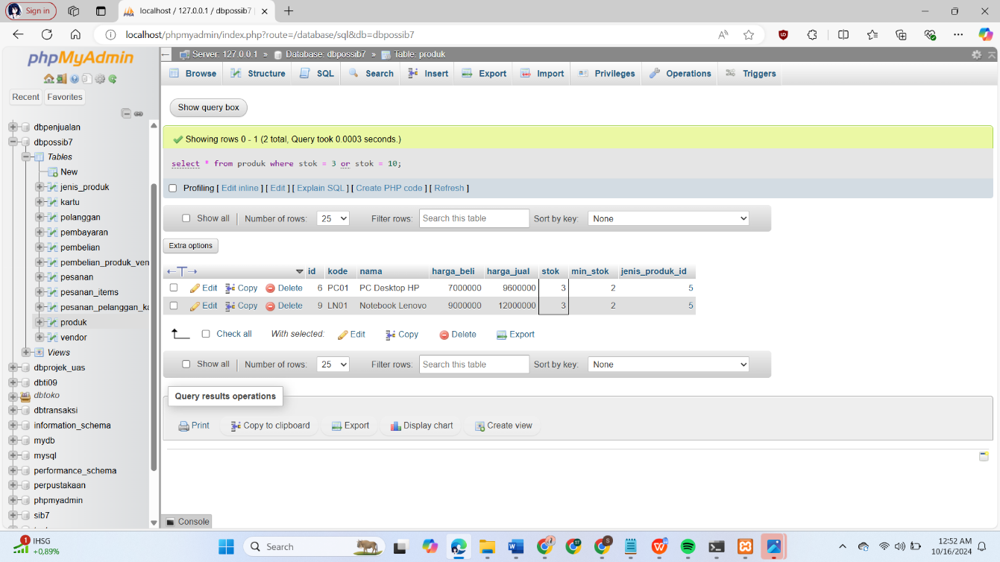 Sign in
localhost / 127.0.0.1 / dbpossib7
localhost/phpmyadmin/index.php?route=/database/sql&db=dbpossib7
phpMyAdmin
Recent Favorites
dbpenjualan
dbpossib7
Tables
New
jenis_produk
kartu
pelanggan
pembayaran
pembelian
pembelian_produk_ven
pesanan
pesanan_items
pesanan_pelanggan_ka
produk
vendor
Views
dbprojek_uas
dbti09
dbtoko
dbtransaksi
information_schema
mydb
mysql
performance_schema
perpustakaan
phpmyadmin
sib7
Server: 127.0.0.1 » Database: dbpossib7 » Table: produk
Browse Structure SQL Search Insert Export Import Privileges Operations Triggers
Show query box
Showing rows 0 - 1 (2 total, Query took 0.0003 seconds.)
select * from produk where stok = 3 or stok = 10;
Profiling [ Edit inline ] [ Edit ] [ Explain SQL ] [ Create PHP code ] [ Refresh ]
Show all Number of rows: 25 Filter rows: Search this table Sort by key: None
Extra options
id kode nama harga_beli harga_jual stok min_stok jenis_produk_id
Edit Copy Delete 6 PC01 PC Desktop HP 7000000 9600000 3 2 5
Edit Copy Delete 9 LN01 Notebook Lenovo 9000000 12000000 3 2 5
Check all With selected: Edit Copy Delete Export
Show all Number of rows: 25 Filter rows: Search this table Sort by key: None
Query results operations
Print Copy to clipboard Export Display chart Create view
Console
1 IHSG
+0,89%
Search
12:52 AM
10/16/2024